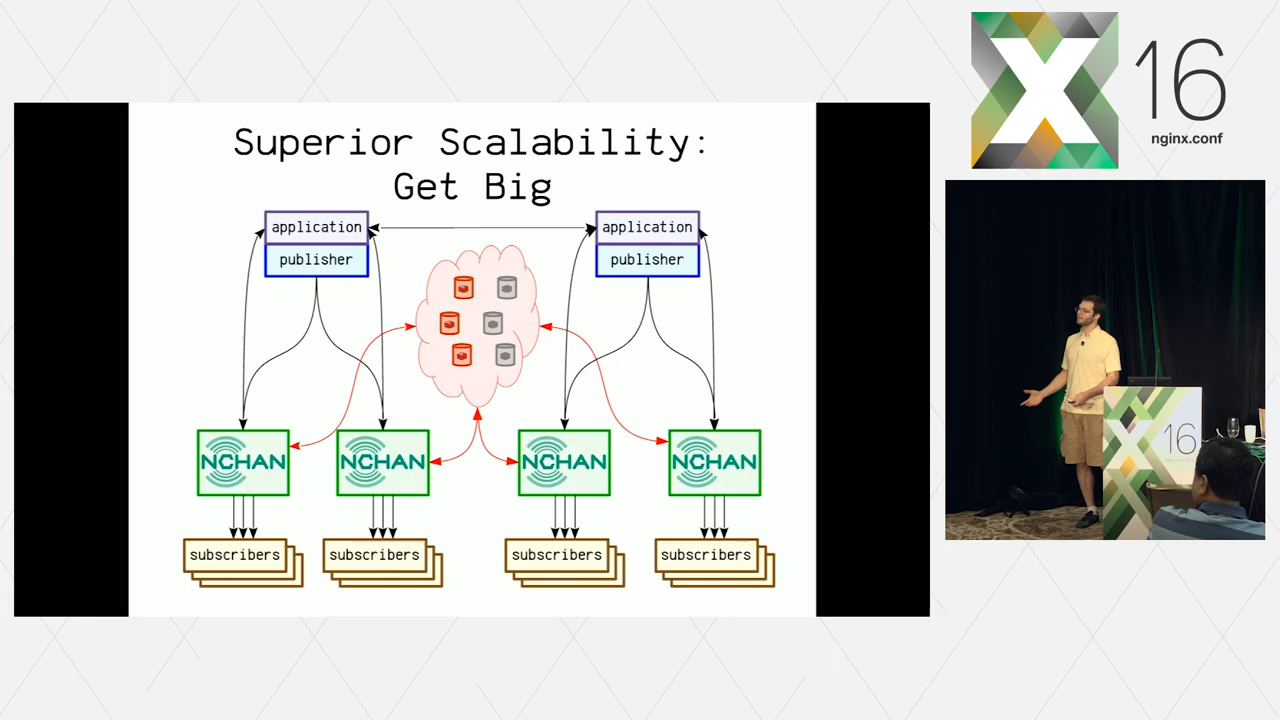 Superior Scalability:
Get Big
application
application
publisher
publisher
NCHAN
NCHAN
NCHAN
NCHAN
subscribers
subscribers
subscribers
subscribers
X 16
nginx.conf
X 16